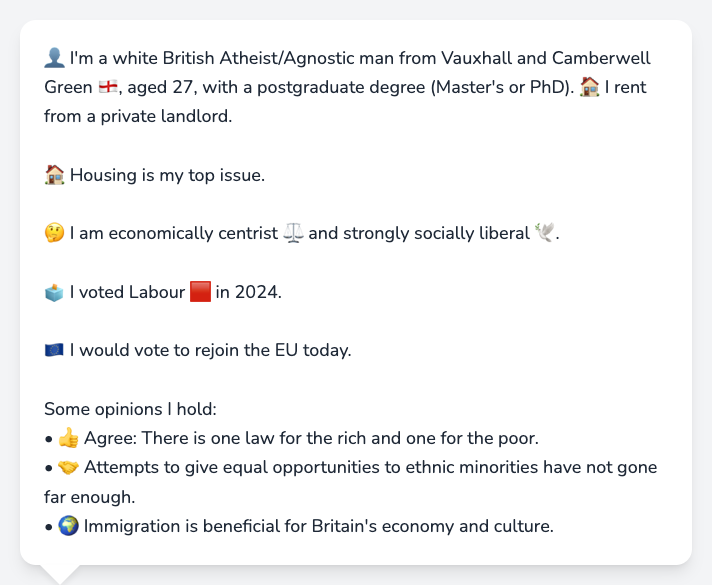 👤 I'm a white British Atheist/Agnostic man from Vauxhall and Camberwell
Green 🏴󠁧󠁢󠁥󠁮󠁧󠁿, aged 27, with a postgraduate degree (Master's or PhD). 🏠 I rent
from a private landlord.
🏠 Housing is my top issue.
🤔 I am economically centrist ⚖️ and strongly socially liberal 🕊️.
🗳️ I voted Labour 🟥 in 2024.
🇪🇺 I would vote to rejoin the EU today.
Some opinions I hold:
• 👍 Agree: There is one law for the rich and one for the poor.
• 🤝 Attempts to give equal opportunities to ethnic minorities have not gone
far enough.
• 🌍 Immigration is beneficial for Britain's economy and culture.